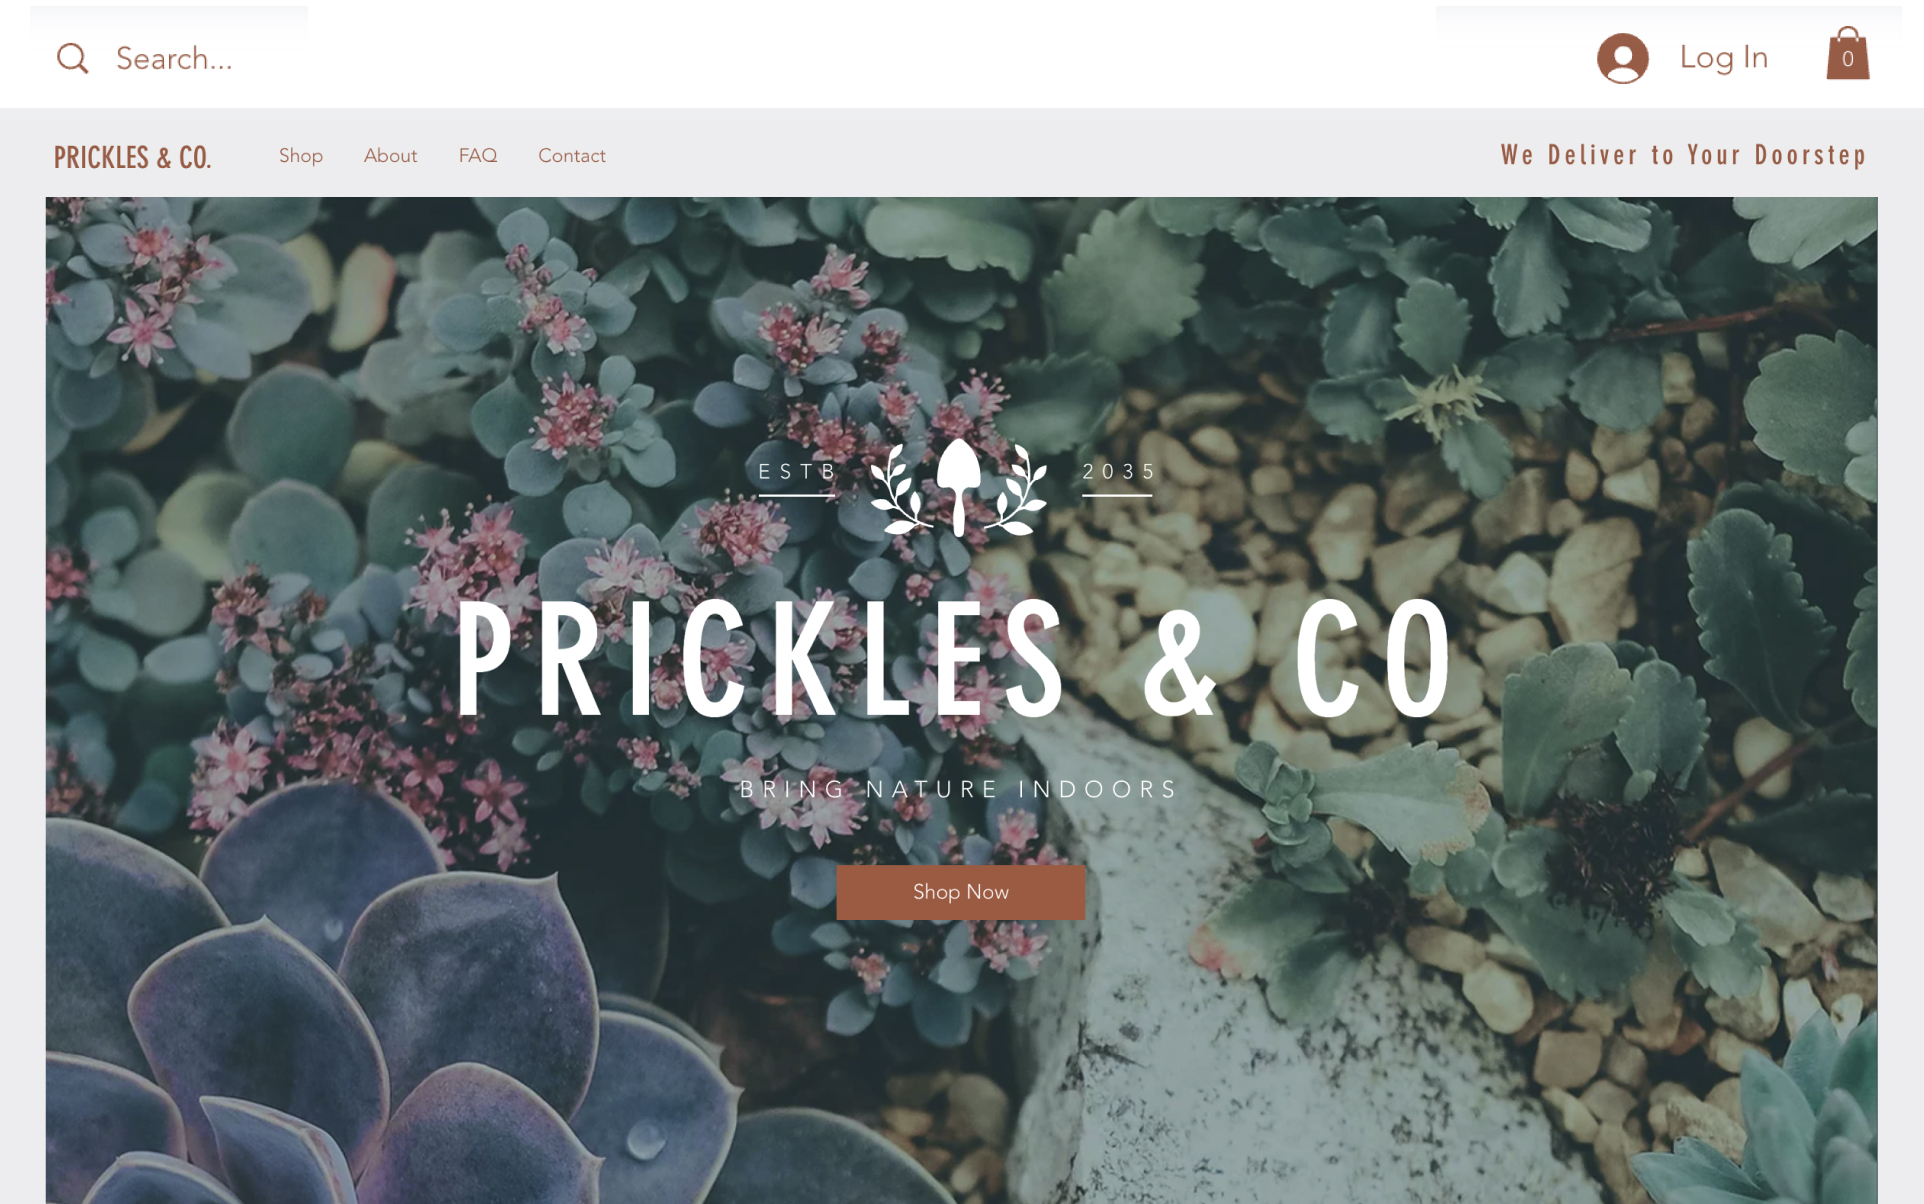 Search...
Log In
0
PRICKLES & CO.
Shop
About
FAQ
Contact
We Deliver to Your Doorstep
ESTB
2035
PRICKLES & CO
BRING NATURE INDOORS
Shop Now